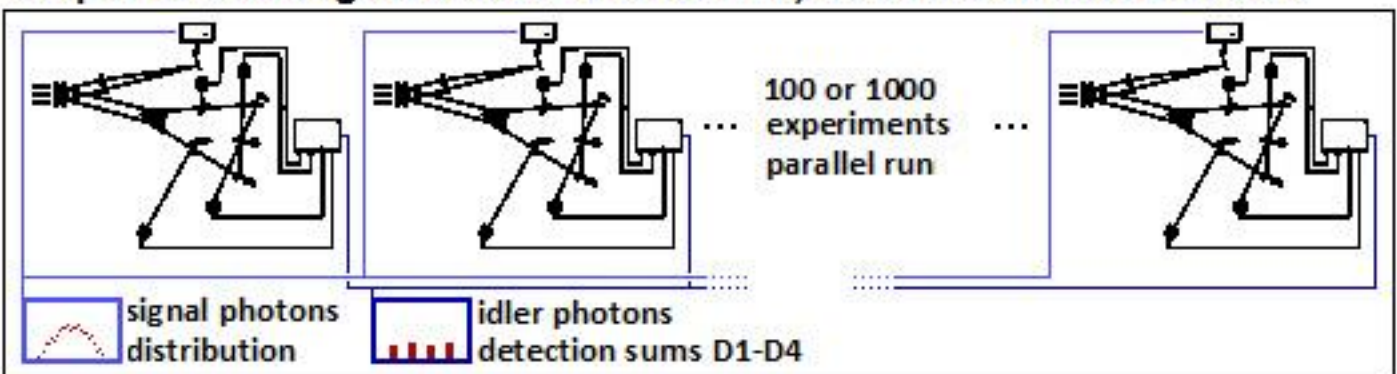 100 or 1000
... experiments ...
parallel run
signal photons
distribution
idler photons
detection sums D1-D4